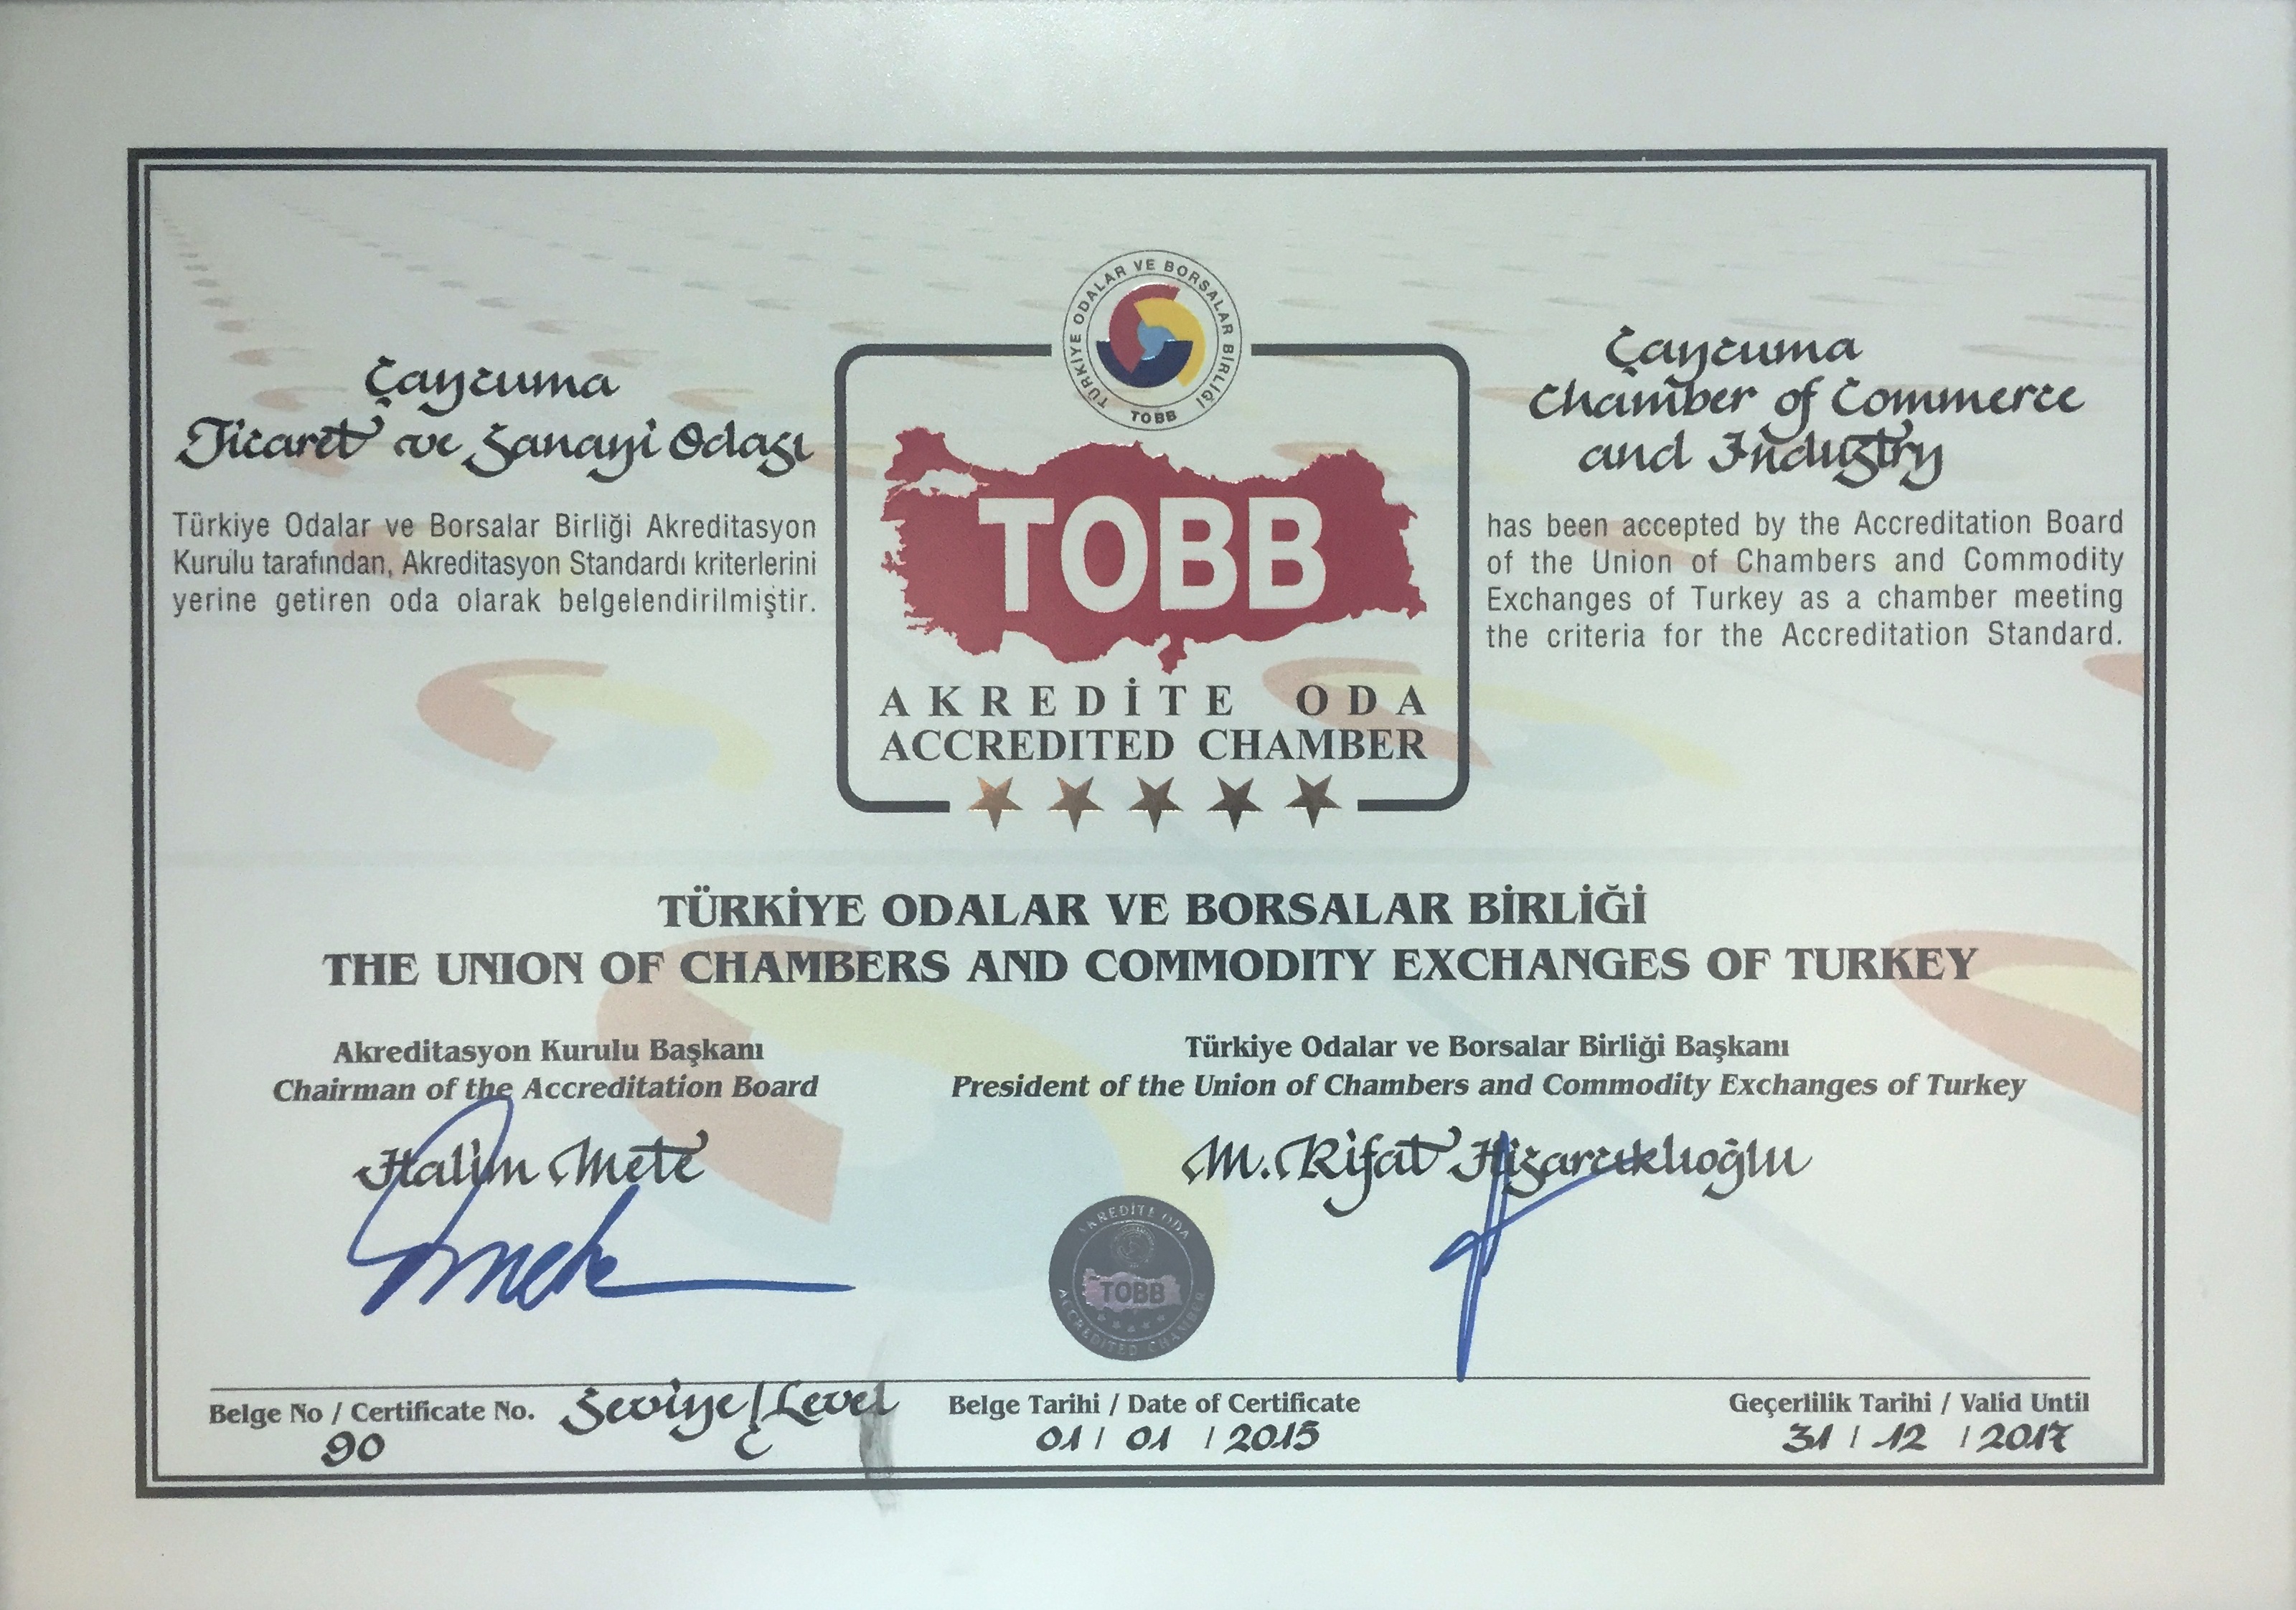 Çaycuma
Ticaret ve Sanayi Odası
Türkiye Odalar ve Borsalar Birliği Akreditasyon
Kurulu tarafından, Akreditasyon Standardı kriterlerini
yerine getiren oda olarak belgelendirilmiştir.
TÜRKİYE ODALAR VE BORSALAR BİRLİĞİ
TOBB
TOBB
AKREDİTE ODA
ACCREDITED CHAMBER
Çaycuma
Chamber of Commerce
and Industry
has been accepted by the Accreditation Board
of the Union of Chambers and Commodity
Exchanges of Turkey as a chamber meeting
the criteria for the Accreditation Standard.
TÜRKİYE ODALAR VE BORSALAR BİRLİĞİ
THE UNION OF CHAMBERS AND COMMODITY EXCHANGES OF TURKEY
Akreditasyon Kurulu Başkanı
Chairman of the Accreditation Board
Halim Mete
Türkiye Odalar ve Borsalar Birliği Başkanı
President of the Union of Chambers and Commodity Exchanges of Turkey
M. Rifat Hisarcıklıoğlu
AKREDİTE ODA
TOBB
ACCREDITED CHAMBER
Belge No / Certificate No.
90
Seviye / Level
Ç
Belge Tarihi / Date of Certificate
01 / 01 / 2015
Geçerlilik Tarihi / Valid Until
31 / 12 / 2017